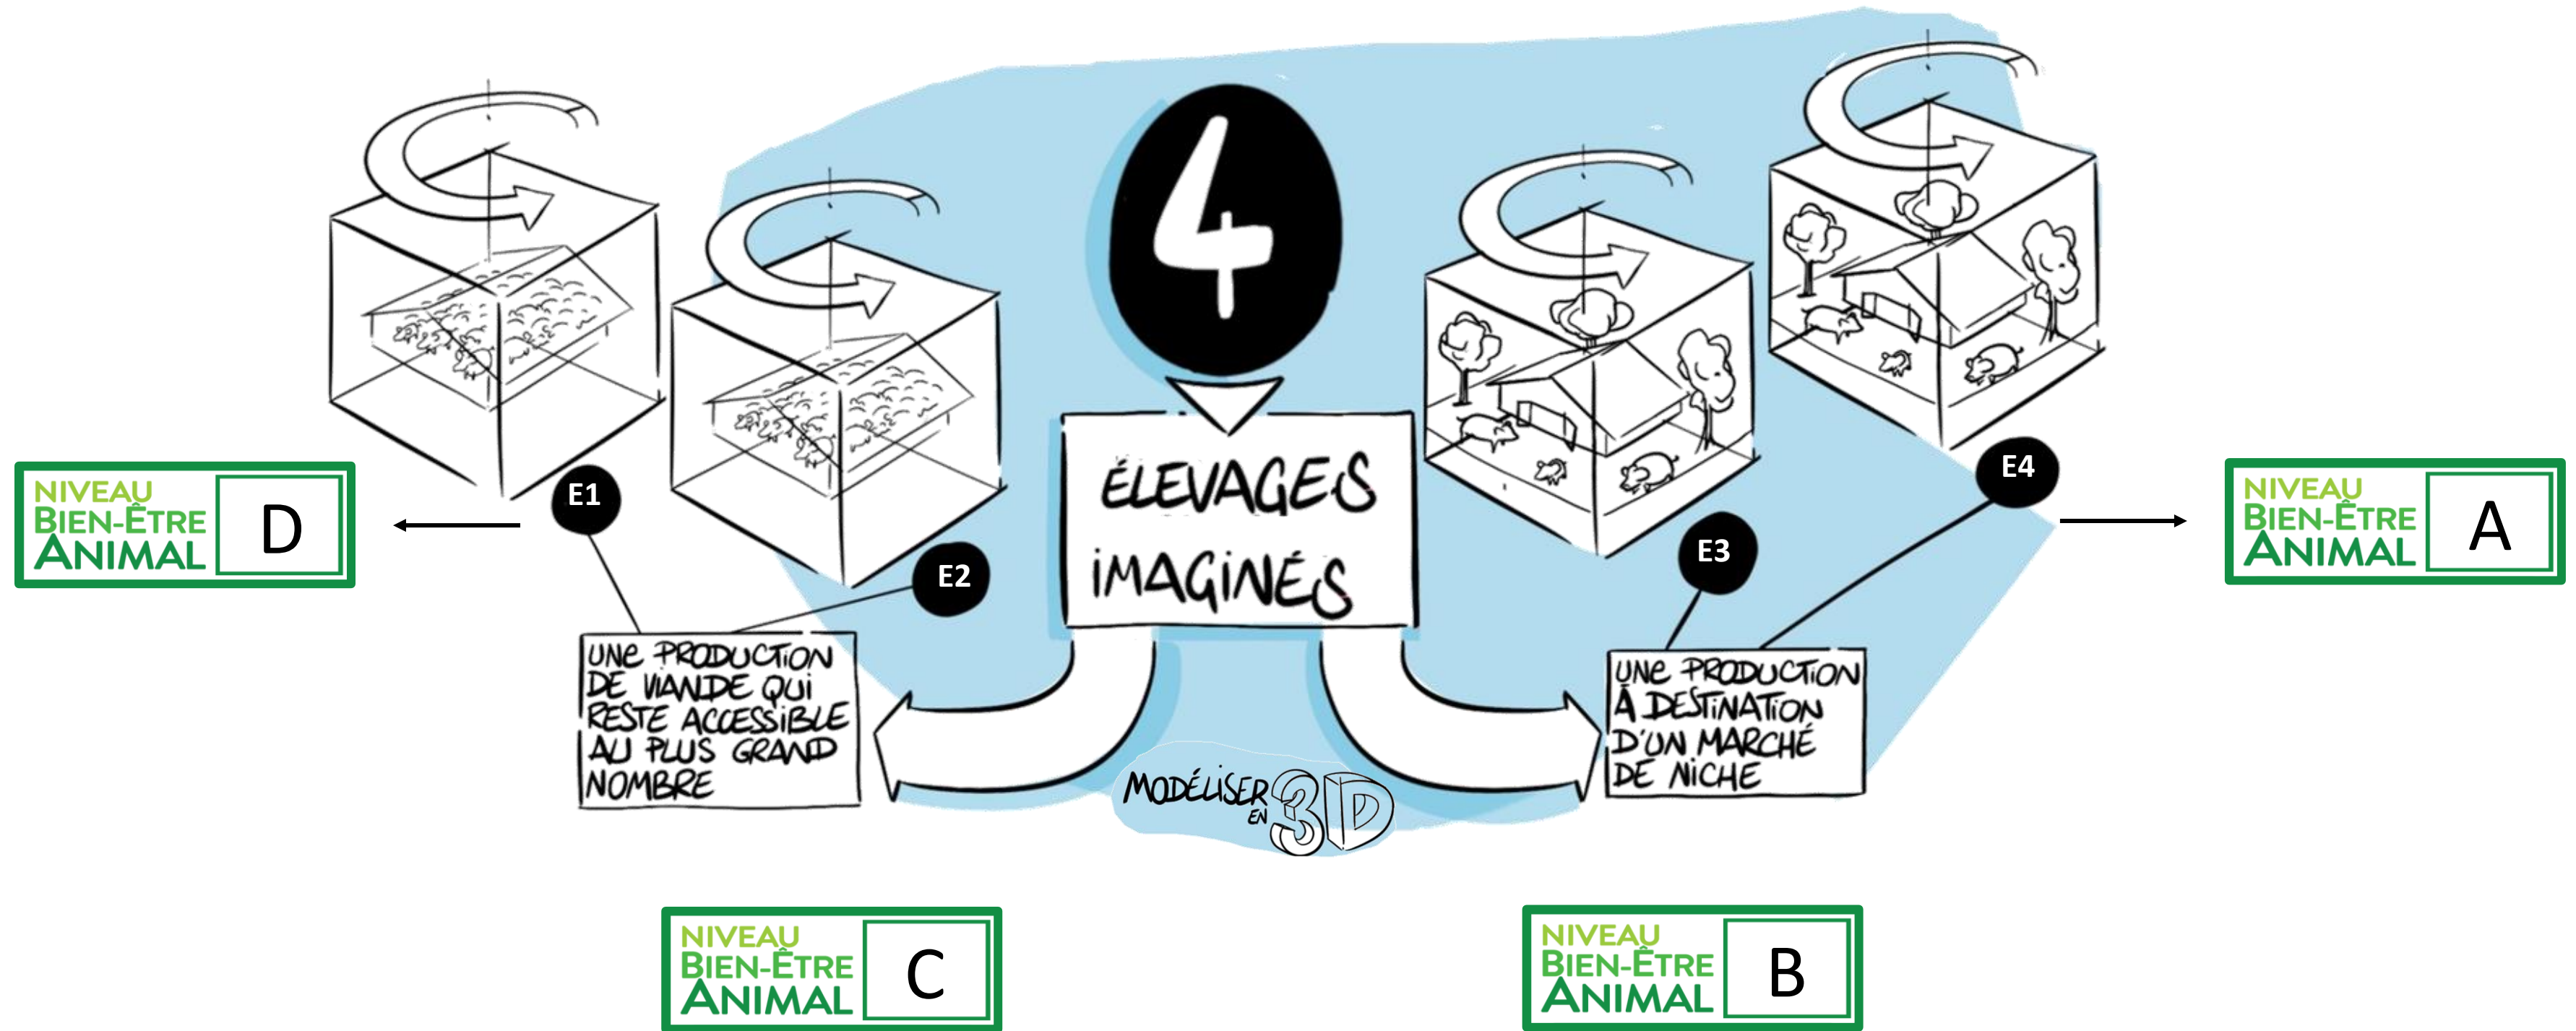 4
ÉLEVAGES
IMAGINÉS
E1
E2
E3
E4
NIVEAU
BIEN-ÊTRE
ANIMAL
D
NIVEAU
BIEN-ÊTRE
ANIMAL
A
UNE PRODUCTION
DE VIANDE QUI
RESTE ACCESSIBLE
AU PLUS GRAND
NOMBRE
UNE PRODUCTION
À DESTINATION
D'UN MARCHÉ
DE NICHE
MODÉLISER
EN 3D
NIVEAU
BIEN-ÊTRE
ANIMAL
C
NIVEAU
BIEN-ÊTRE
ANIMAL
B